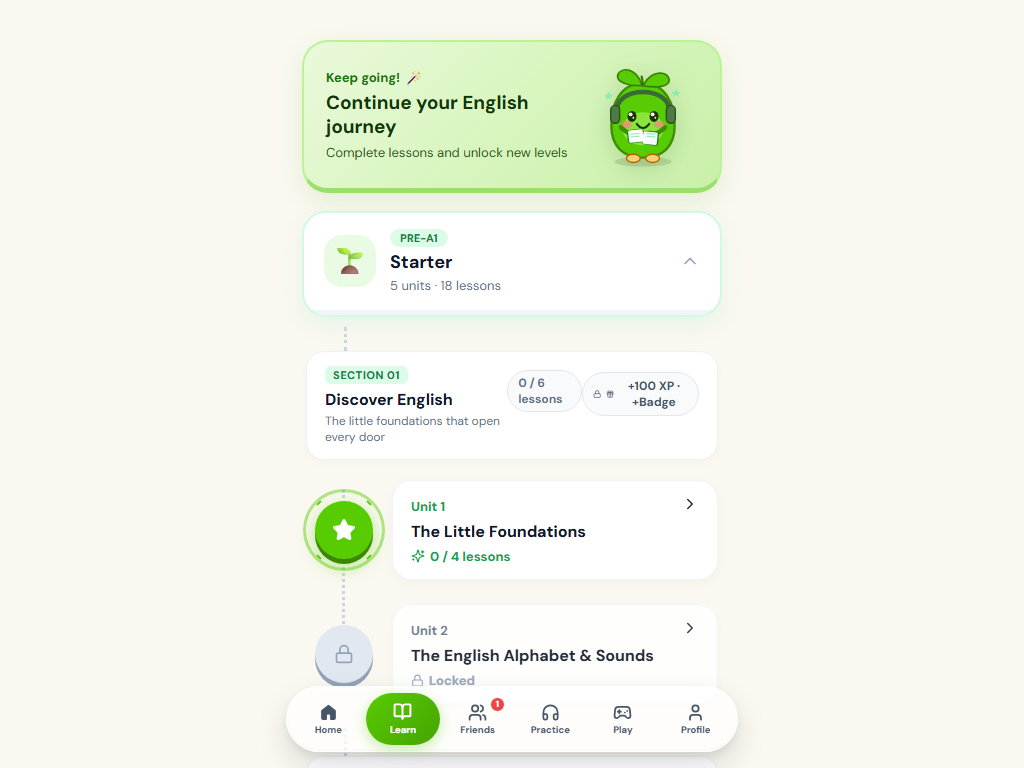 Keep going!
Continue your English
journey
Complete lessons and unlock new levels
PRE-A1
Starter
5 units · 18 lessons
SECTION 01
Discover English
The little foundations that open
every door
0 / 6
lessons
+100 XP ·
+Badge
Unit 1
The Little Foundations
0 / 4 lessons
Unit 2
The English Alphabet & Sounds
Locked
Home
Learn
Friends
1
Practice
Play
Profile